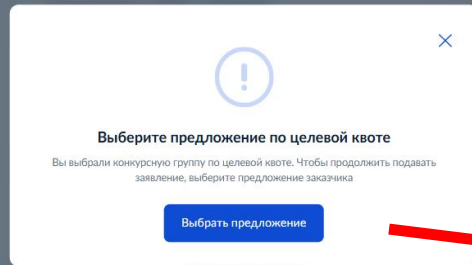 Выберите предложение по целевой квоте
Вы выбрали конкурсную группу по целевой квоте. Чтобы продолжить подавать
заявление, выберите предложение заказчика
Выбрать предложение